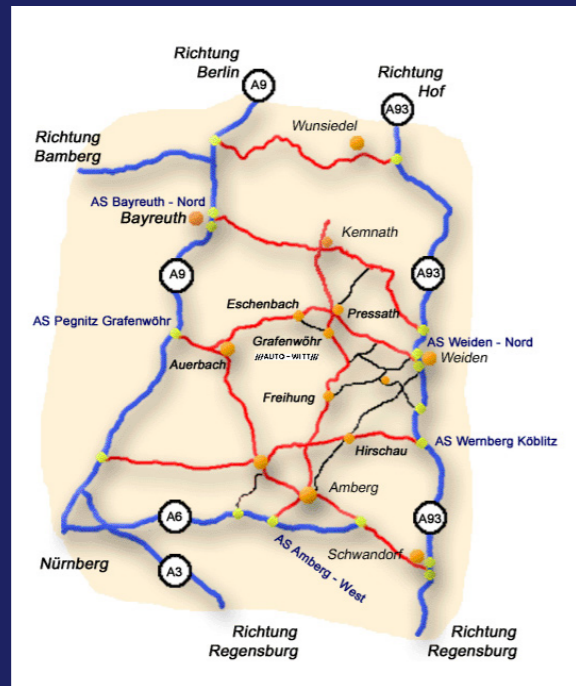 Richtung
Berlin
A9
Richtung
Hof
A93
Wunsiedel
Richtung
Bamberg
AS Bayreuth - Nord
Bayreuth
Kemnath
A9
A93
Eschenbach
Pressath
AS Pegnitz Grafenwöhr
Grafenwöhr
AS Weiden - Nord
Weiden
Auerbach
///AUTO-WITT///
Freihung
Hirschau
AS Wernberg Köblitz
Amberg
A6
A93
AS Amberg - West
Schwandorf
Nürnberg
A3
Richtung
Regensburg
Richtung
Regensburg